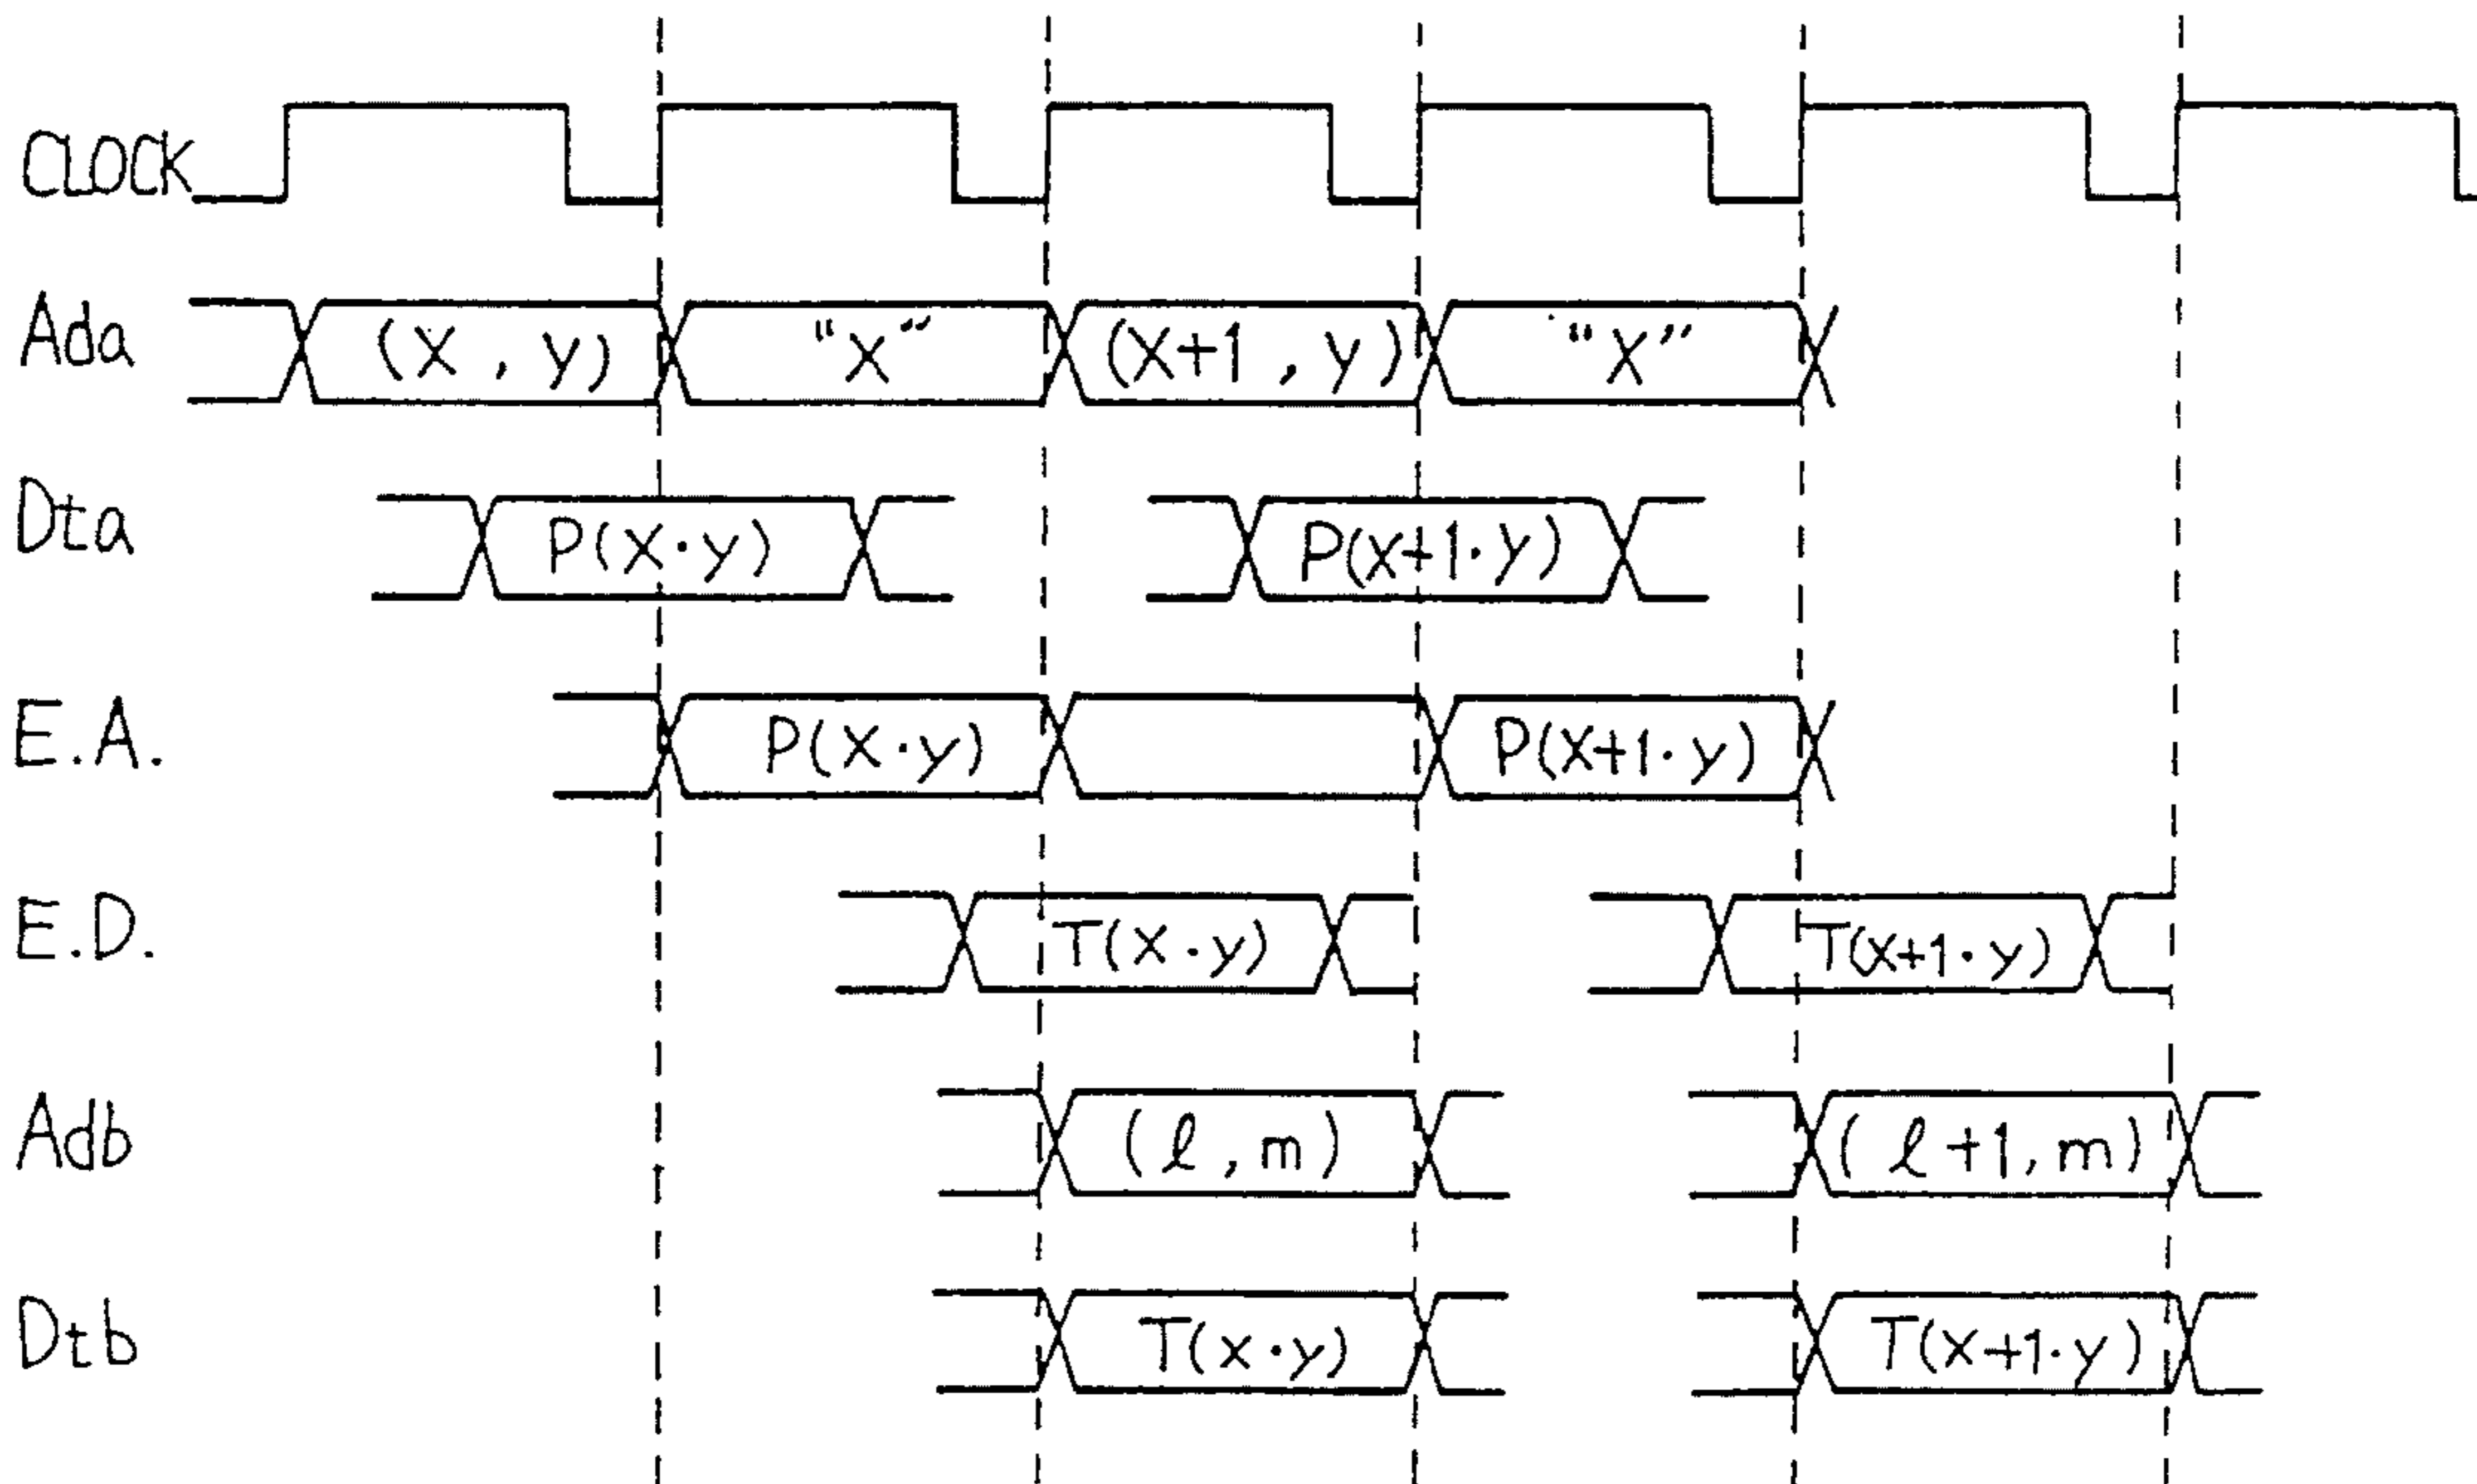 CLOCK
Ada (X , y) "X" (X+1 , y) "X"
Dta P(X·y) P(X+1·y)
E.A. P(X·y) P(X+1·y)
E.D. T(X·y) T(X+1·y)
Adb (ℓ , m) (ℓ+1, m)
Dtb T(x·y) T(X+1·y)